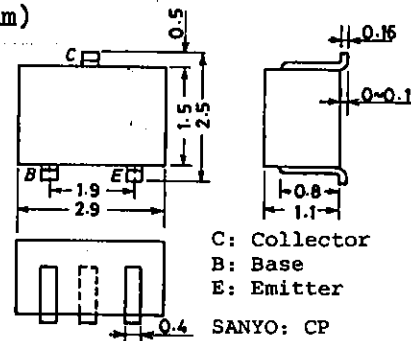 m)
C
0.5
1.5
2.5
B
E
1.9
2.9
0.16
0~0.1
0.8
1.1
0.4
C: Collector
B: Base
E: Emitter
SANYO: CP